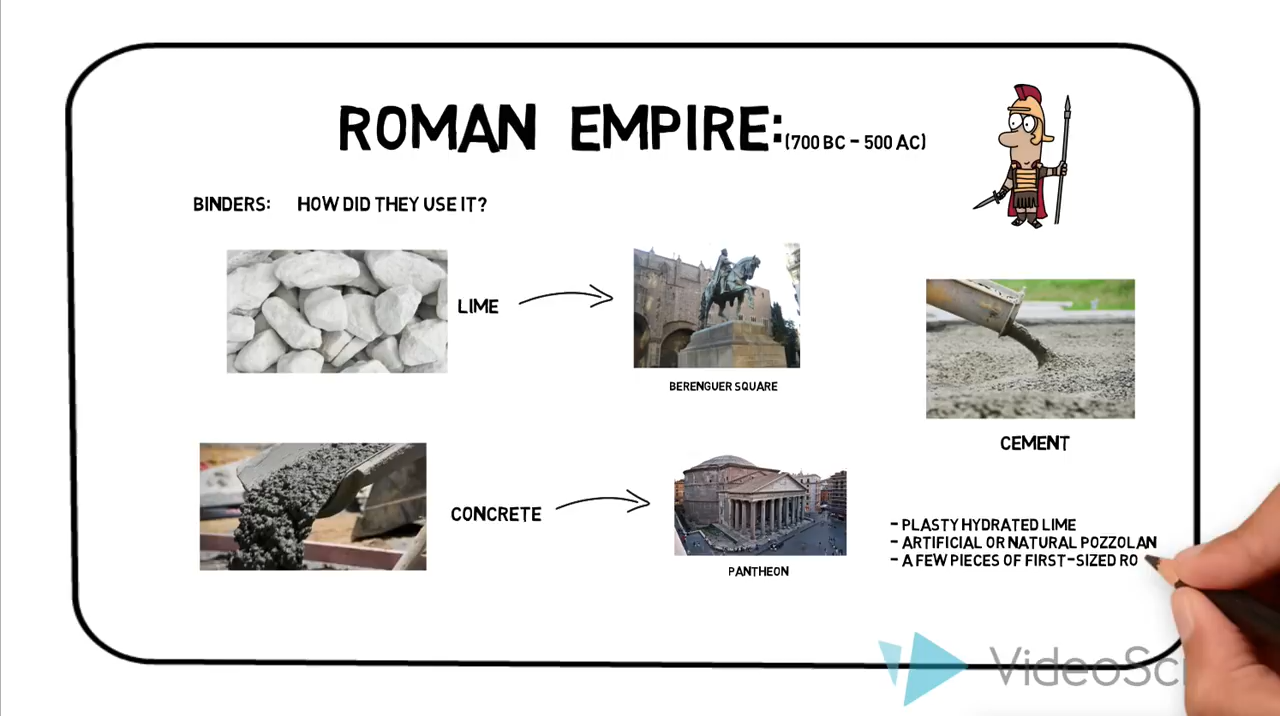 ROMAN EMPIRE: (700 BC - 500 AC)
BINDERS: HOW DID THEY USE IT?
LIME
BERENGUER SQUARE
CEMENT
CONCRETE
PANTHEON
- PLASTY HYDRATED LIME
- ARTIFICIAL OR NATURAL POZZOLAN
- A FEW PIECES OF FIRST-SIZED RO
VideoSc